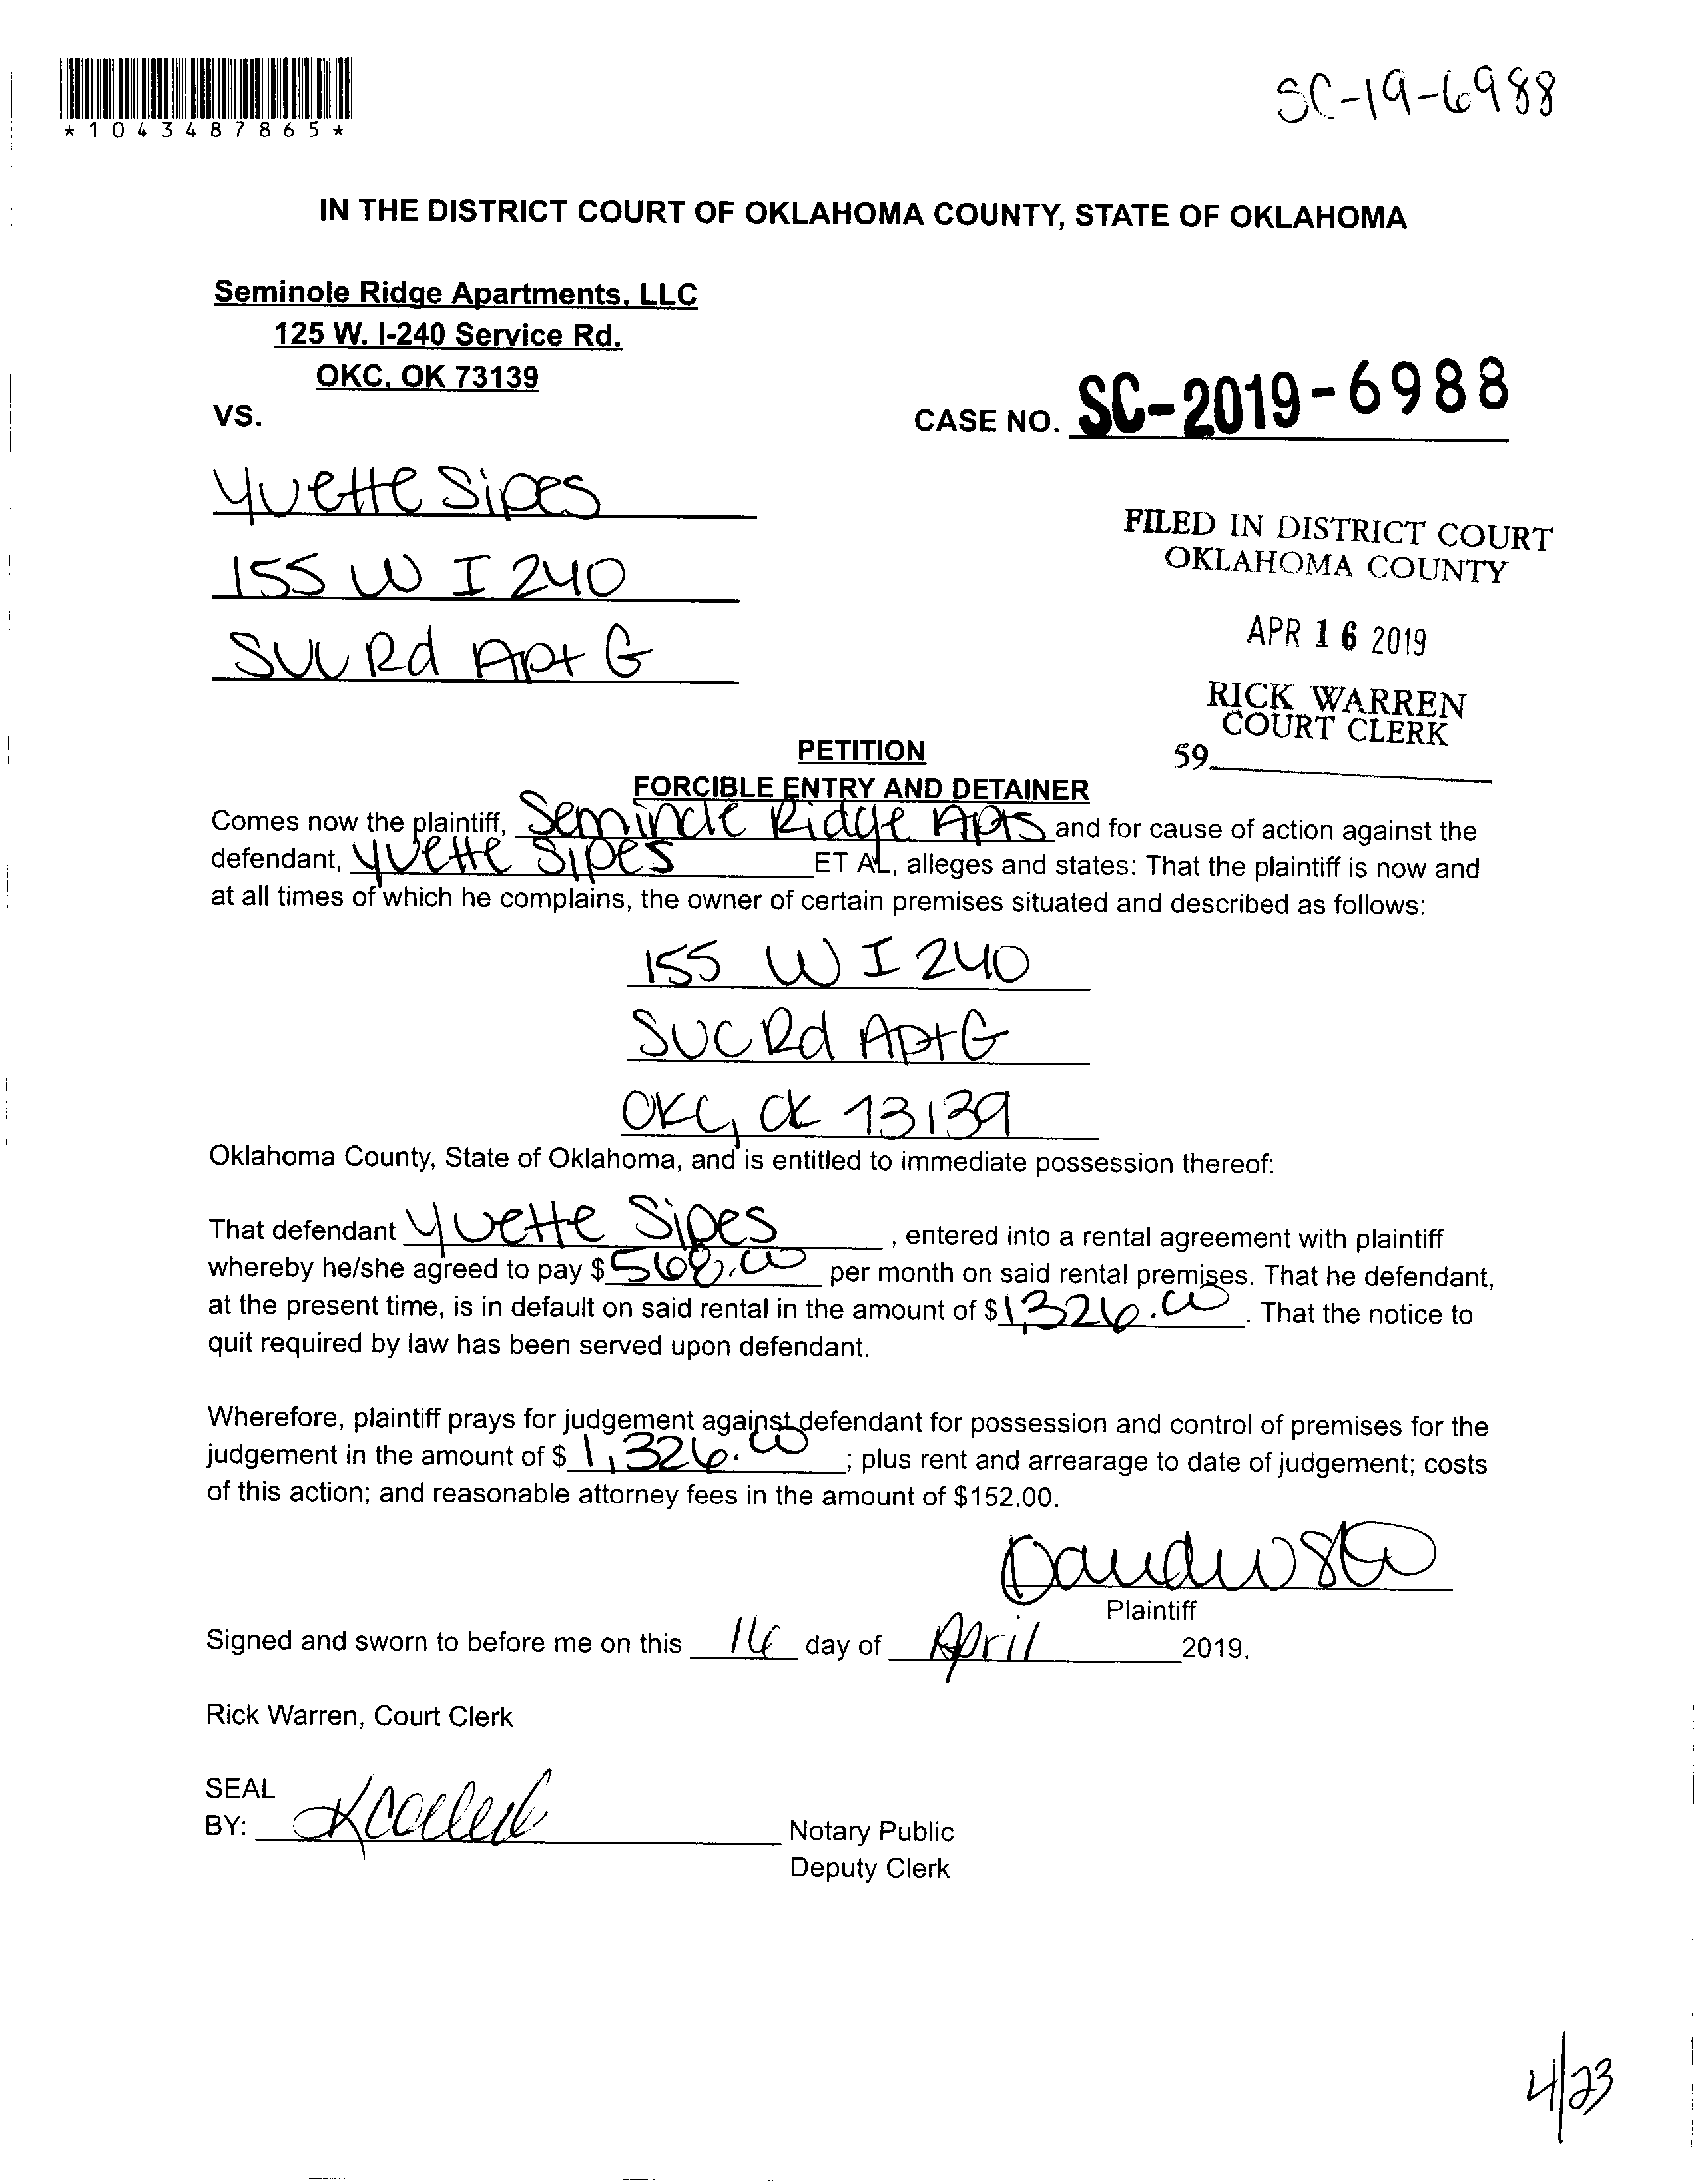 *1043487865*
SC-19-6988
IN THE DISTRICT COURT OF OKLAHOMA COUNTY, STATE OF OKLAHOMA
Seminole Ridge Apartments, LLC
125 W. I-240 Service Rd.
OKC, OK 73139
VS.
CASE NO. SC-2019-6988
Yvette Sipes
155 W I 240
Rd Apt G
FILED IN DISTRICT COURT
OKLAHOMA COUNTY
APR 16 2019
RICK WARREN
COURT CLERK
59
PETITION
FORCIBLE ENTRY AND DETAINER
Comes now the plaintiff, Seminole Ridge Apts and for cause of action against the
defendant, Yvette Sipes ET AL, alleges and states: That the plaintiff is now and
at all times of which he complains, the owner of certain premises situated and described as follows:
155 W I 240
SVC Rd Apt G
OKC, OK 73139
Oklahoma County, State of Oklahoma, and is entitled to immediate possession thereof:
That defendant Yvette Sipes, entered into a rental agreement with plaintiff
whereby he/she agreed to pay $568.00 per month on said rental premises. That he defendant,
at the present time, is in default on said rental in the amount of $1,326.00. That the notice to
quit required by law has been served upon defendant.
Wherefore, plaintiff prays for judgement against defendant for possession and control of premises for the
judgement in the amount of $1,326.00; plus rent and arrearage to date of judgement; costs
of this action; and reasonable attorney fees in the amount of $152.00.
Plaintiff
Signed and sworn to before me on this 16 day of April 2019.
Rick Warren, Court Clerk
SEAL
BY:
Notary Public
Deputy Clerk
4/23